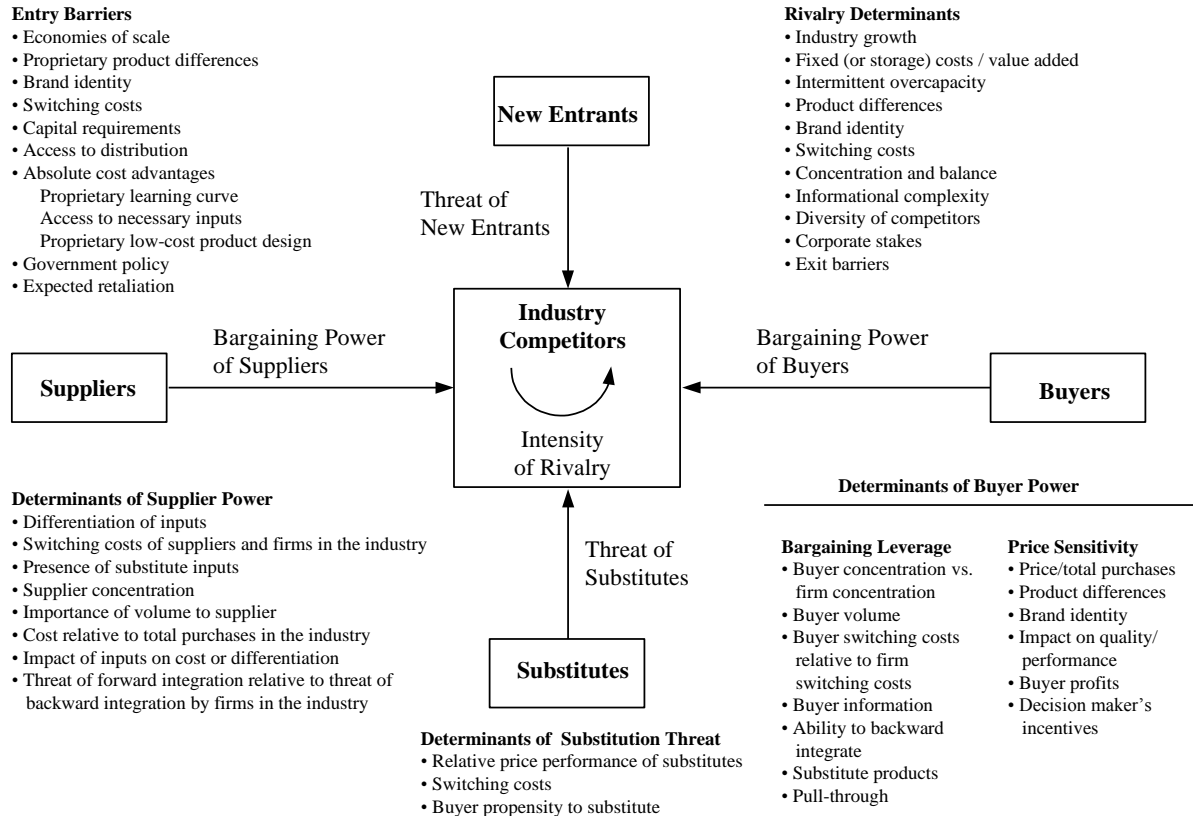 Entry Barriers
• Economies of scale
• Proprietary product differences
• Brand identity
• Switching costs
• Capital requirements
• Access to distribution
• Absolute cost advantages
Proprietary learning curve
Access to necessary inputs
Proprietary low-cost product design
• Government policy
• Expected retaliation
New Entrants
Threat of
New Entrants
Rivalry Determinants
• Industry growth
• Fixed (or storage) costs / value added
• Intermittent overcapacity
• Product differences
• Brand identity
• Switching costs
• Concentration and balance
• Informational complexity
• Diversity of competitors
• Corporate stakes
• Exit barriers
Suppliers
Bargaining Power
of Suppliers
Industry
Competitors
Intensity
of Rivalry
Bargaining Power
of Buyers
Buyers
Determinants of Supplier Power
• Differentiation of inputs
• Switching costs of suppliers and firms in the industry
• Presence of substitute inputs
• Supplier concentration
• Importance of volume to supplier
• Cost relative to total purchases in the industry
• Impact of inputs on cost or differentiation
• Threat of forward integration relative to threat of
backward integration by firms in the industry
Threat of
Substitutes
Substitutes
Determinants of Substitution Threat
• Relative price performance of substitutes
• Switching costs
• Buyer propensity to substitute
Determinants of Buyer Power
Bargaining Leverage
• Buyer concentration vs.
firm concentration
• Buyer volume
• Buyer switching costs
relative to firm
switching costs
• Buyer information
• Ability to backward
integrate
• Substitute products
• Pull-through
Price Sensitivity
• Price/total purchases
• Product differences
• Brand identity
• Impact on quality/
performance
• Buyer profits
• Decision maker’s
incentives